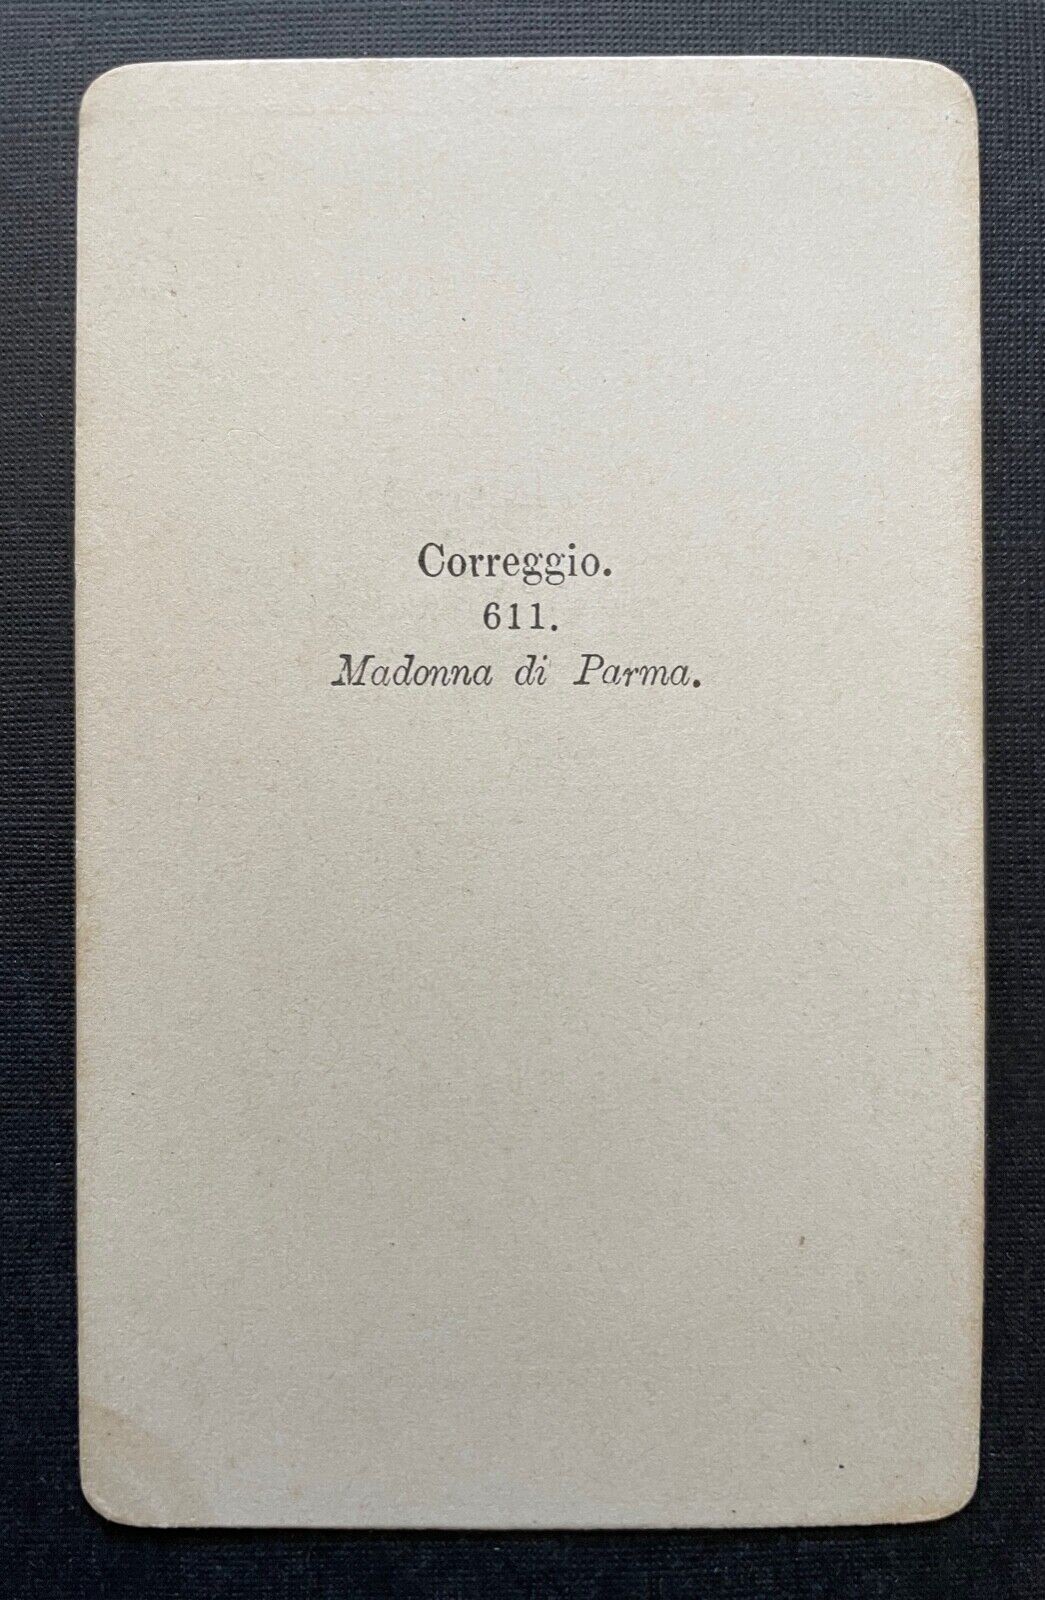 Correggio.
611.
Madonna di Parma.